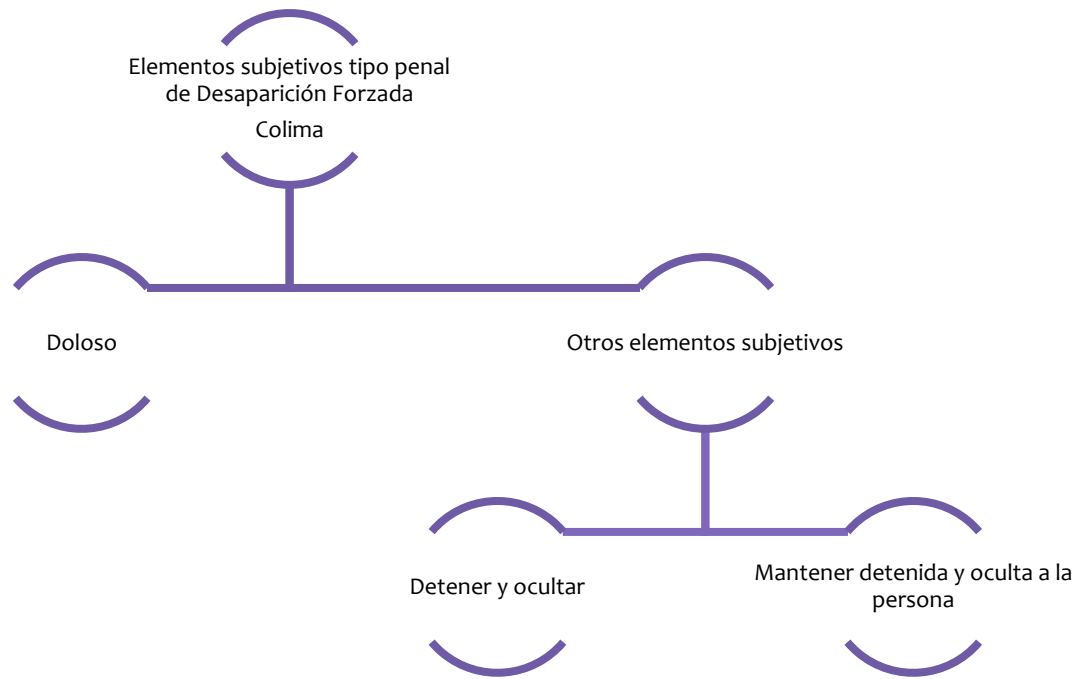 Elementos subjetivos tipo penal
de Desaparición Forzada
Colima
Doloso
Otros elementos subjetivos
Detener y ocultar
Mantener detenida y oculta a la
persona